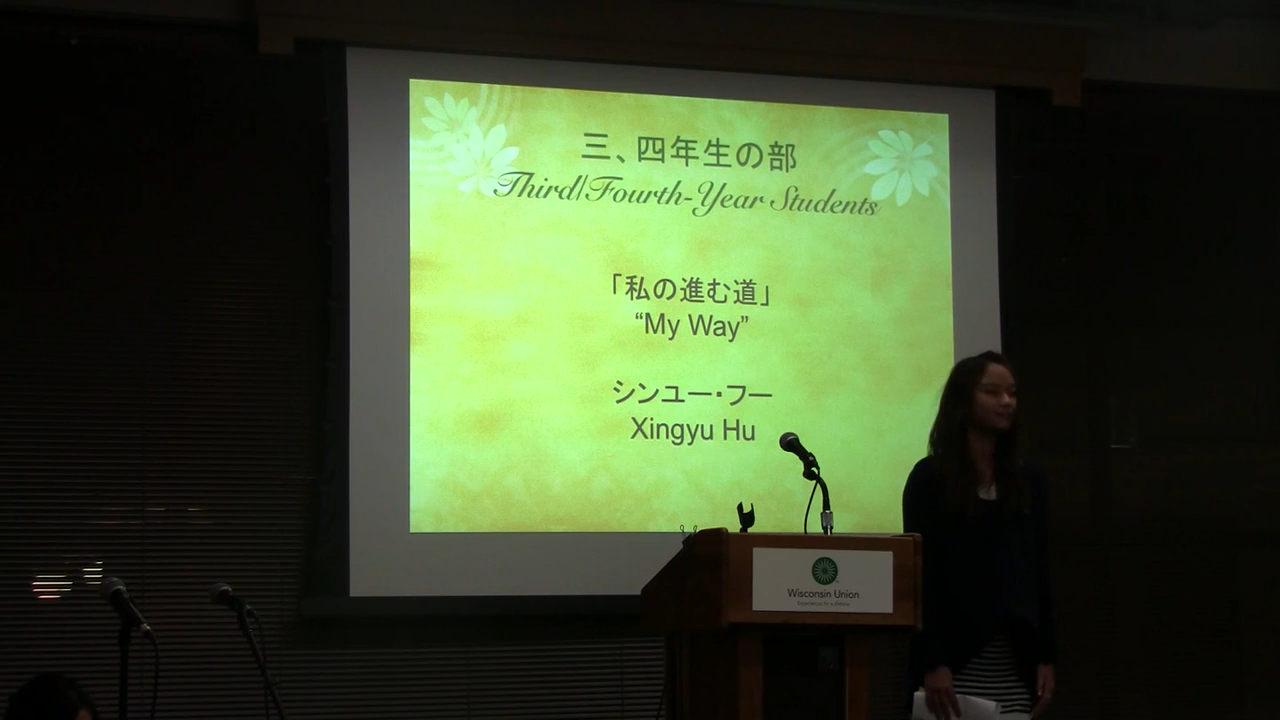 三、四年生の部
Third/Fourth-Year Students
「私の進む道」
“My Way”
シンユー・フー
Xingyu Hu
Wisconsin Union